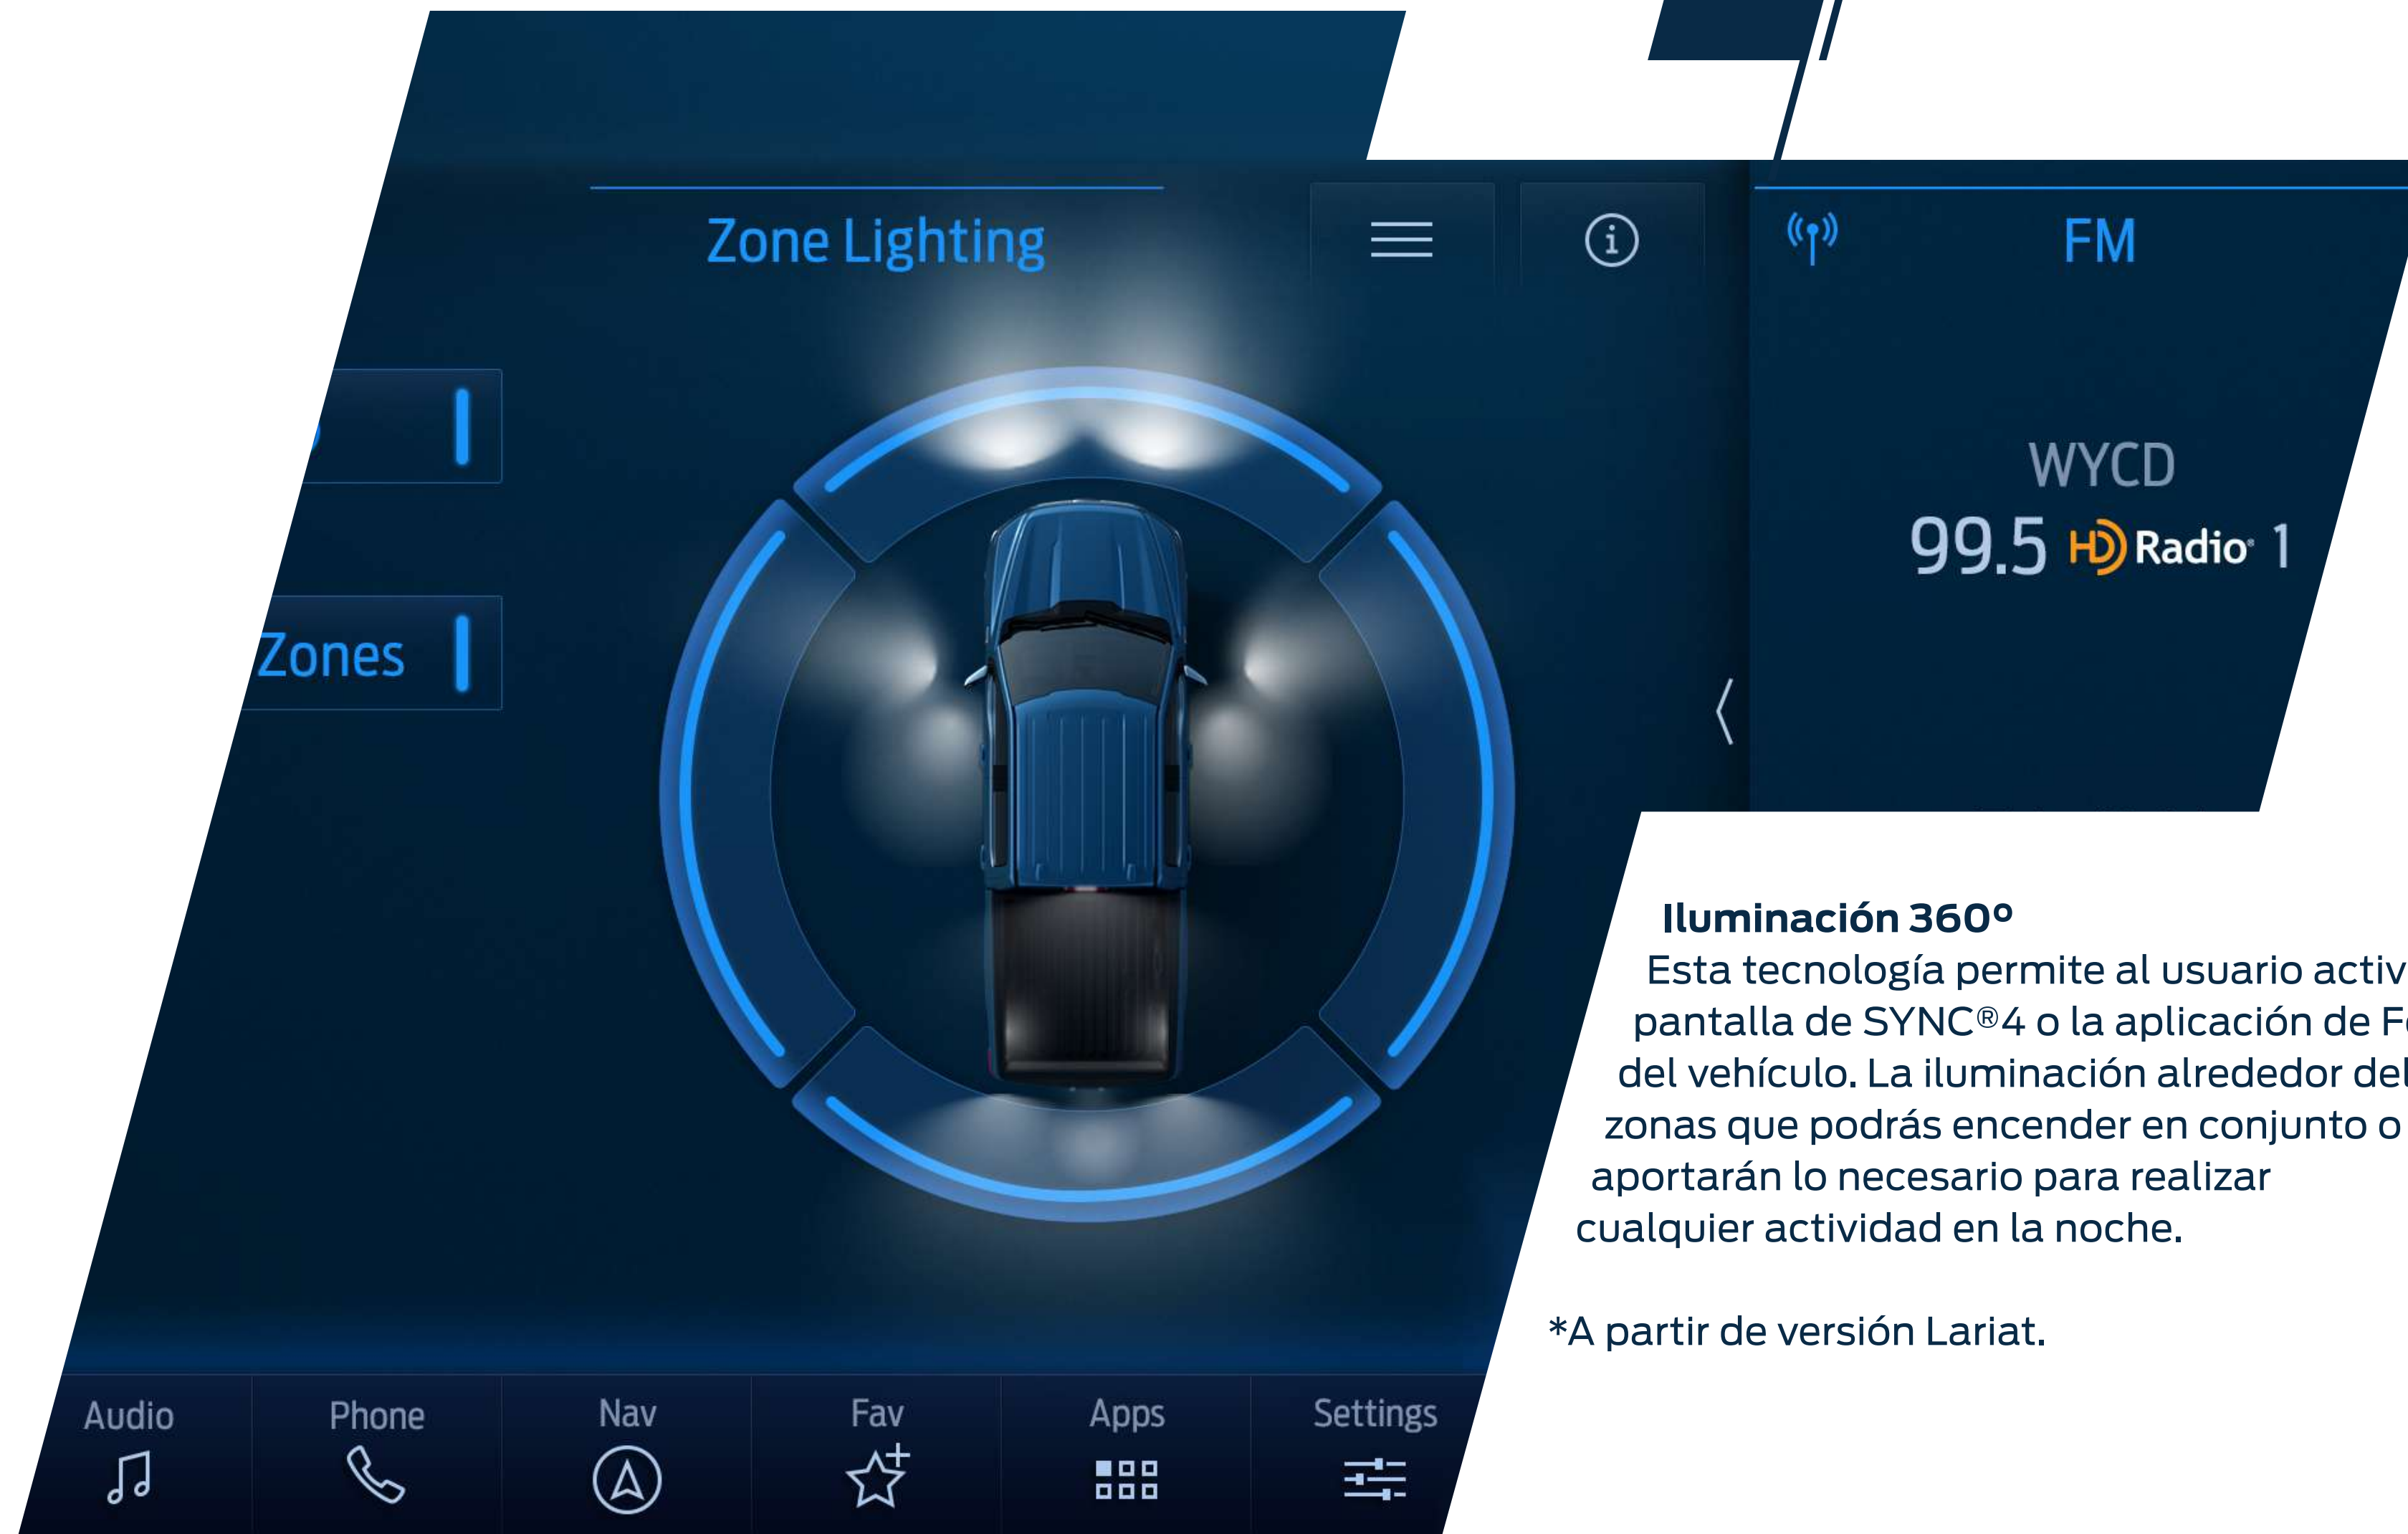 Zone Lighting
FM
WYCD
99.5 HD Radio® 1
Zones
Iluminación 360°
Esta tecnología permite al usuario activ
pantalla de SYNC®4 o la aplicación de F
del vehículo. La iluminación alrededor del
zonas que podrás encender en conjunto o
aportarán lo necesario para realizar
cualquier actividad en la noche.
*A partir de versión Lariat.
Audio Phone Nav Fav Apps Settings